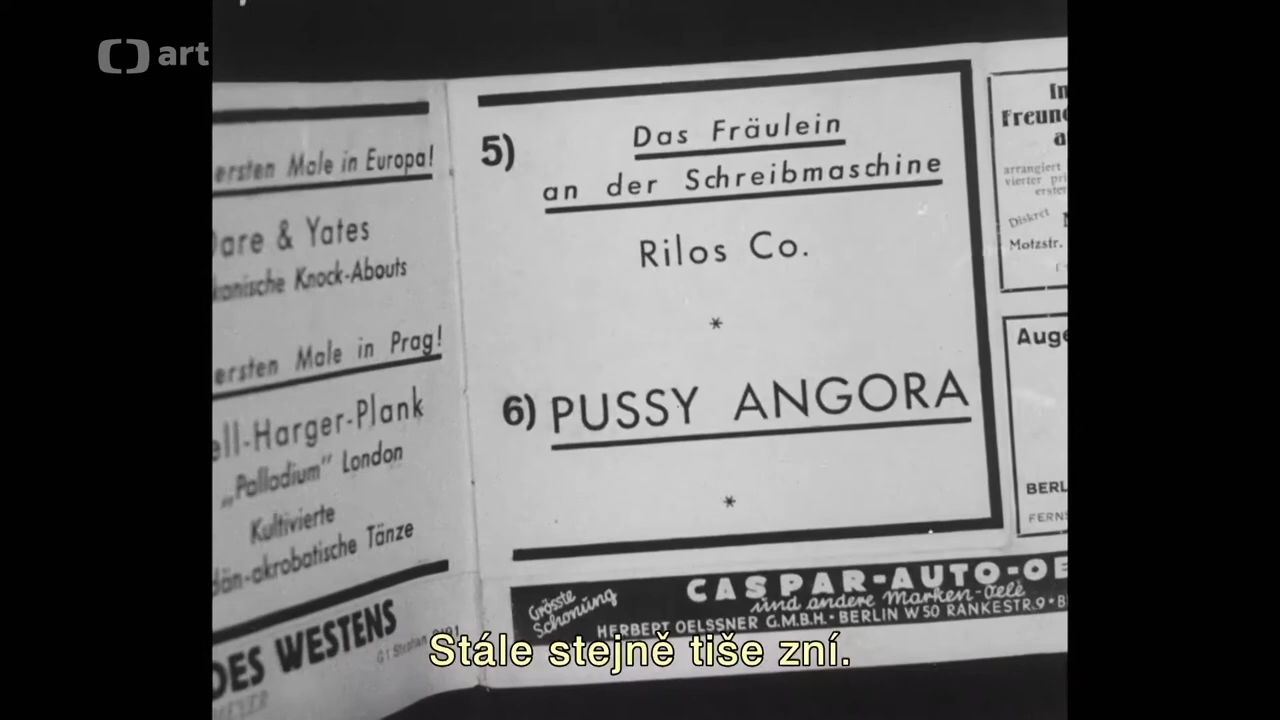 art
ersten Male in Europa!
Dare & Yates
Knock-Abouts
ersten Male in Prag!
ell-Harger-Plank
„Palladium" London
Kultivierte
akrobatische Tänze
DES WESTENS
5)
Das Fräulein
an der Schreibmaschine
Rilos Co.
*
6) PUSSY ANGORA
*
Grösste
Schonung
CASPAR-AUTO-OE
und andere Marken-Oele
HERBERT OELSSNER G.M.B.H. • BERLIN W 50 RANKESTR. 9 • B
In
Freun
a
arrangiert
vierter pri
erster
Diskret
Motzstr.
Auge
BERL
FERNS
Stále stejně tiše zní.